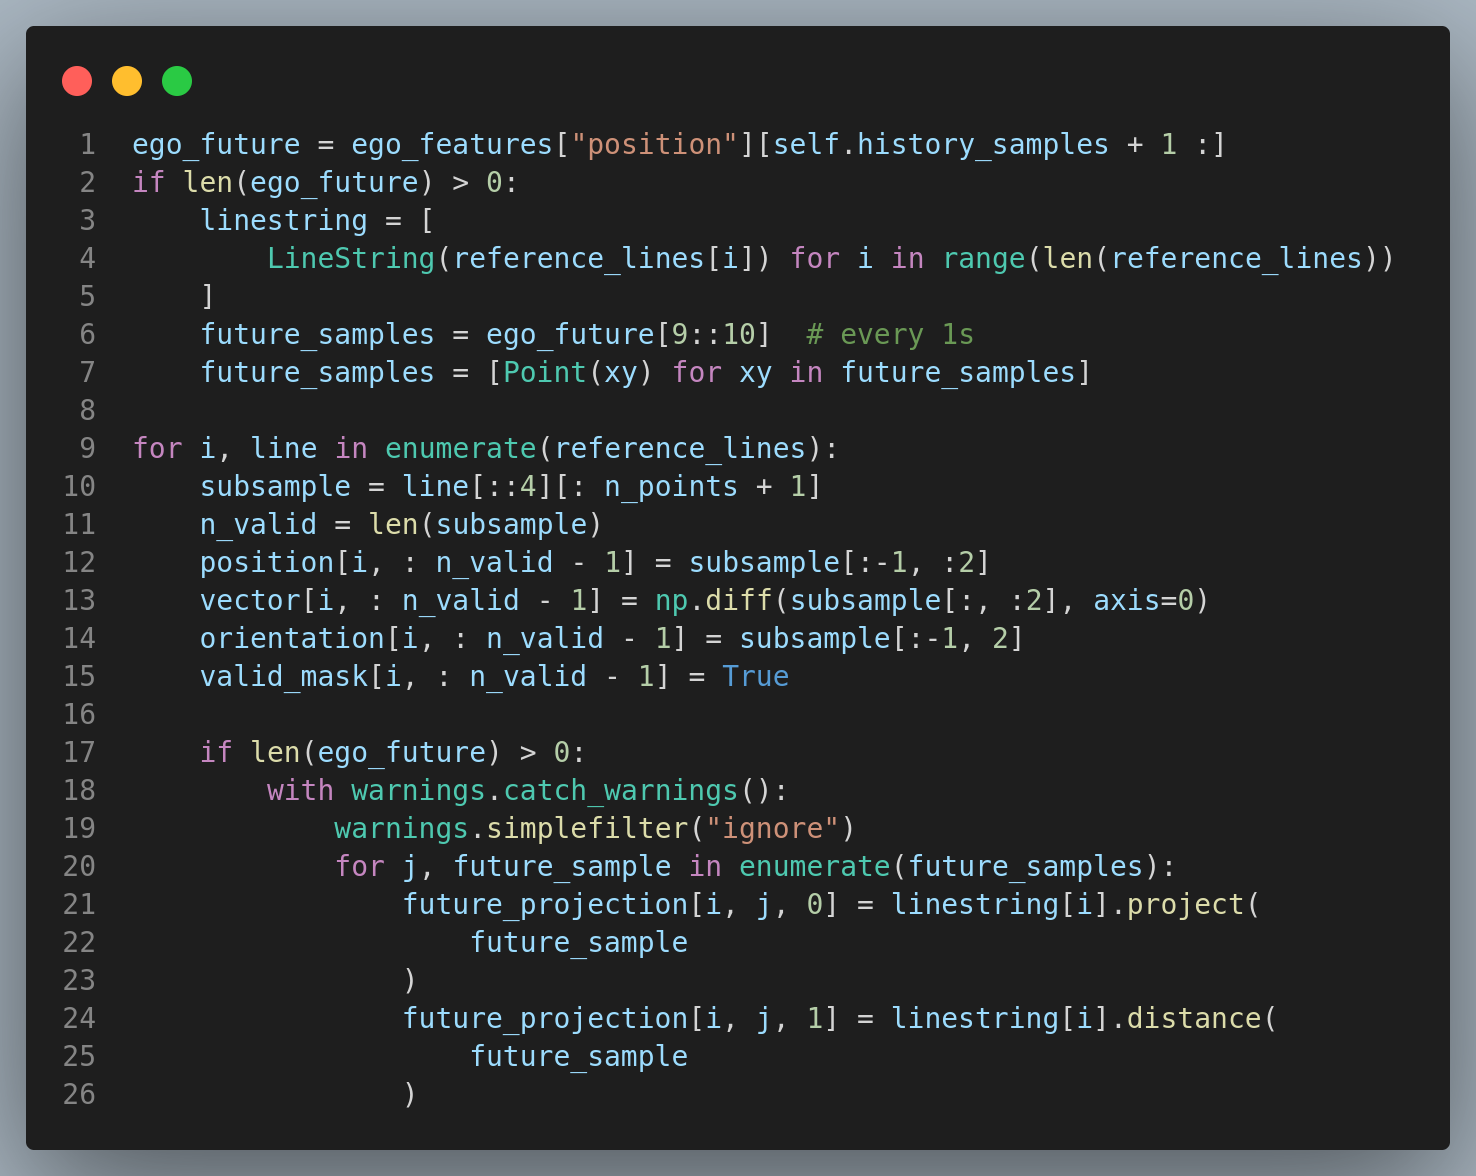 1 ego_future = ego_features["position"][self.history_samples + 1 :]
2 if len(ego_future) > 0:
3     linestring = [
4         LineString(reference_lines[i]) for i in range(len(reference_lines))
5     ]
6     future_samples = ego_future[9::10]  # every 1s
7     future_samples = [Point(xy) for xy in future_samples]
8
9 for i, line in enumerate(reference_lines):
10     subsample = line[::4][: n_points + 1]
11     n_valid = len(subsample)
12     position[i, : n_valid - 1] = subsample[:-1, :2]
13     vector[i, : n_valid - 1] = np.diff(subsample[:, :2], axis=0)
14     orientation[i, : n_valid - 1] = subsample[:-1, 2]
15     valid_mask[i, : n_valid - 1] = True
16
17     if len(ego_future) > 0:
18         with warnings.catch_warnings():
19             warnings.simplefilter("ignore")
20             for j, future_sample in enumerate(future_samples):
21                 future_projection[i, j, 0] = linestring[i].project(
22                     future_sample
23                 )
24                 future_projection[i, j, 1] = linestring[i].distance(
25                     future_sample
26                 )